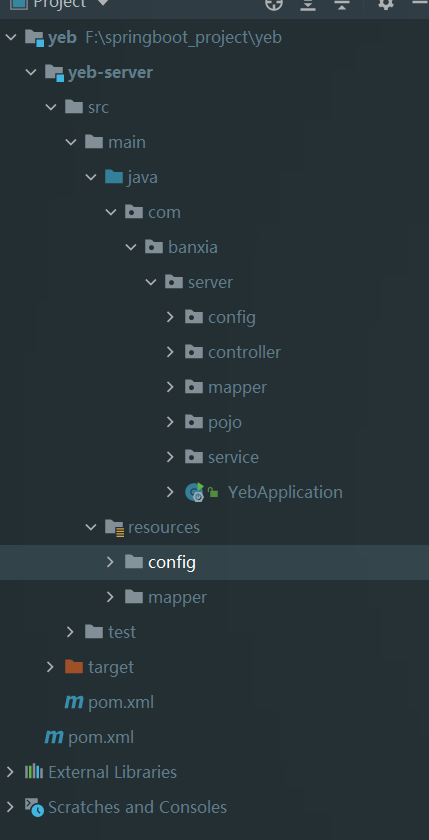 Project
yeb F:\springboot_project\yeb
yeb-server
src
main
java
com
banxia
server
config
controller
mapper
pojo
service
YebApplication
resources
config
mapper
test
target
pom.xml
pom.xml
External Libraries
Scratches and Consoles